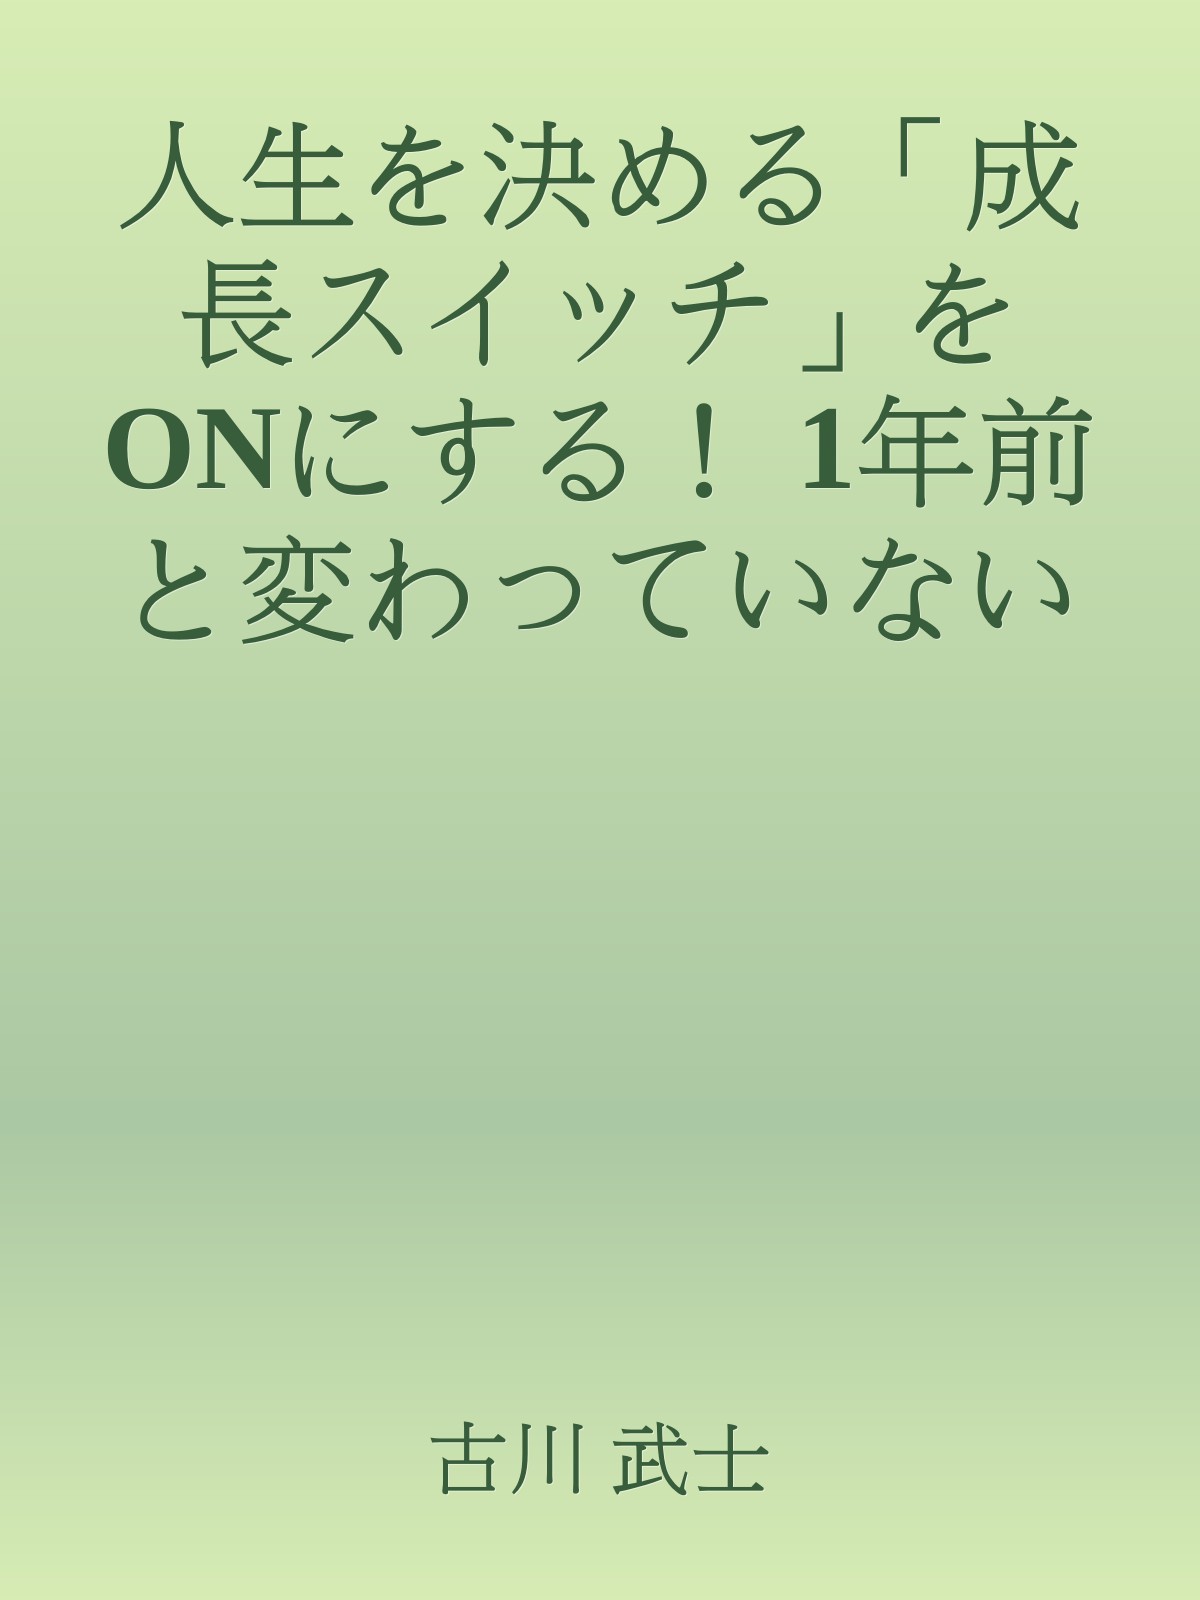 人生を決める「成
長スイッチ」を
ONにする！ 1年前
と変わっていない
古川 武士